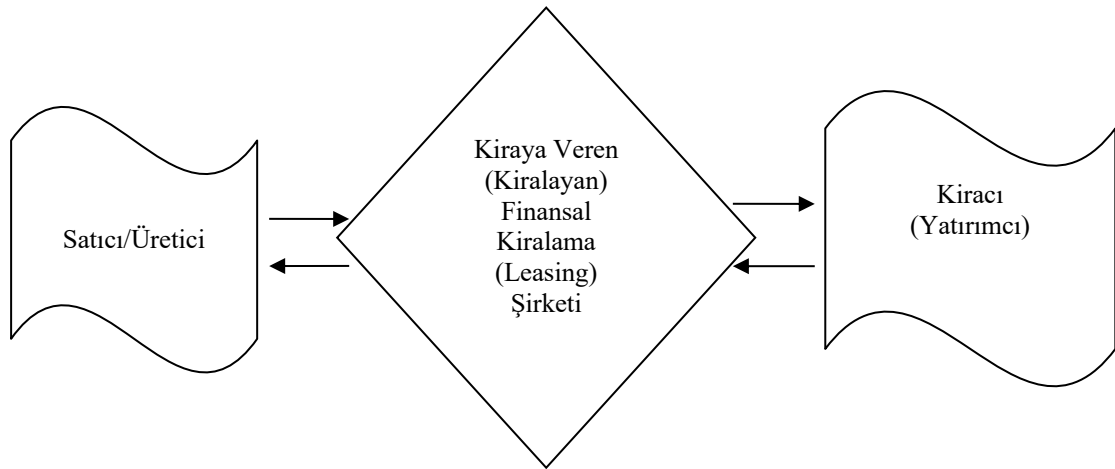 Satıcı/Üretici
Kiraya Veren
(Kiralayan)
Finansal
Kiralama
(Leasing)
Şirketi
Kiracı
(Yatırımcı)